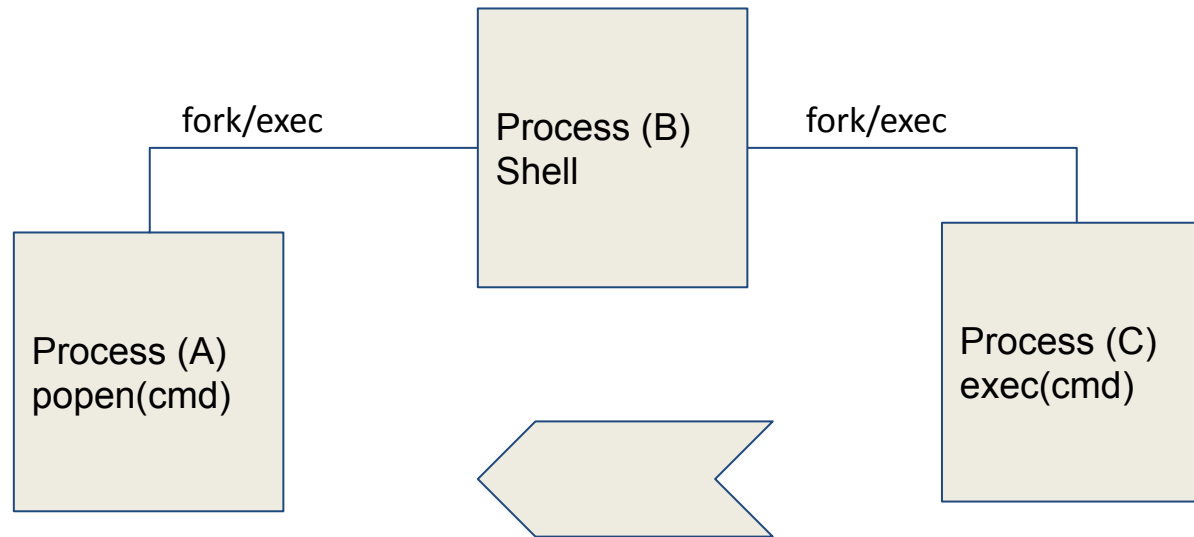 fork/exec
Process (B)
Shell
fork/exec
Process (A)
popen(cmd)
Process (C)
exec(cmd)